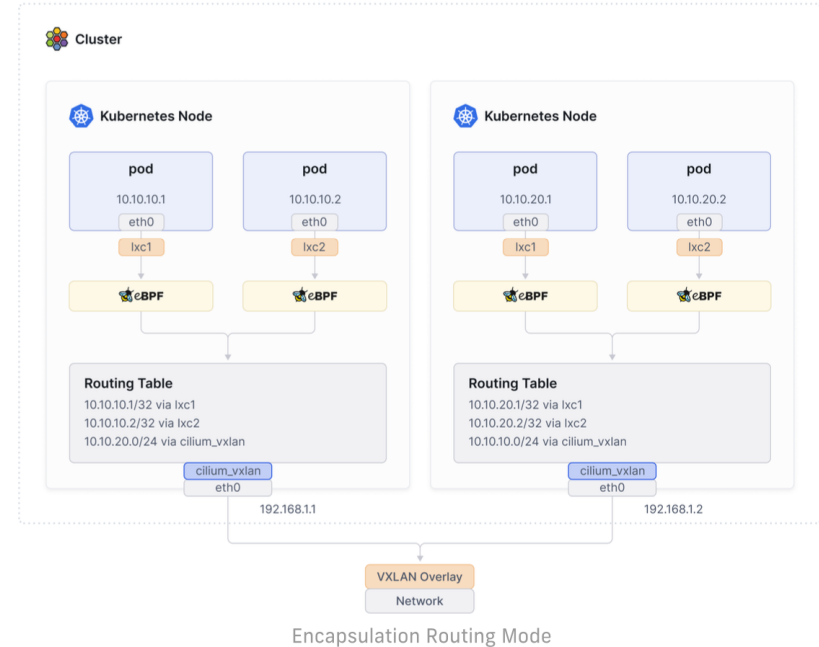 Cluster
Kubernetes Node
pod
10.10.10.1
eth0
lxc1
eBPF
pod
10.10.10.2
eth0
lxc2
eBPF
Routing Table
10.10.10.1/32 via lxc1
10.10.10.2/32 via lxc2
10.10.20.0/24 via cilium_vxlan
cilium_vxlan
eth0
192.168.1.1
Kubernetes Node
pod
10.10.20.1
eth0
lxc1
eBPF
pod
10.10.20.2
eth0
lxc2
eBPF
Routing Table
10.10.20.1/32 via lxc1
10.10.20.2/32 via lxc2
10.10.10.0/24 via cilium_vxlan
cilium_vxlan
eth0
192.168.1.2
VXLAN Overlay
Network
Encapsulation Routing Mode